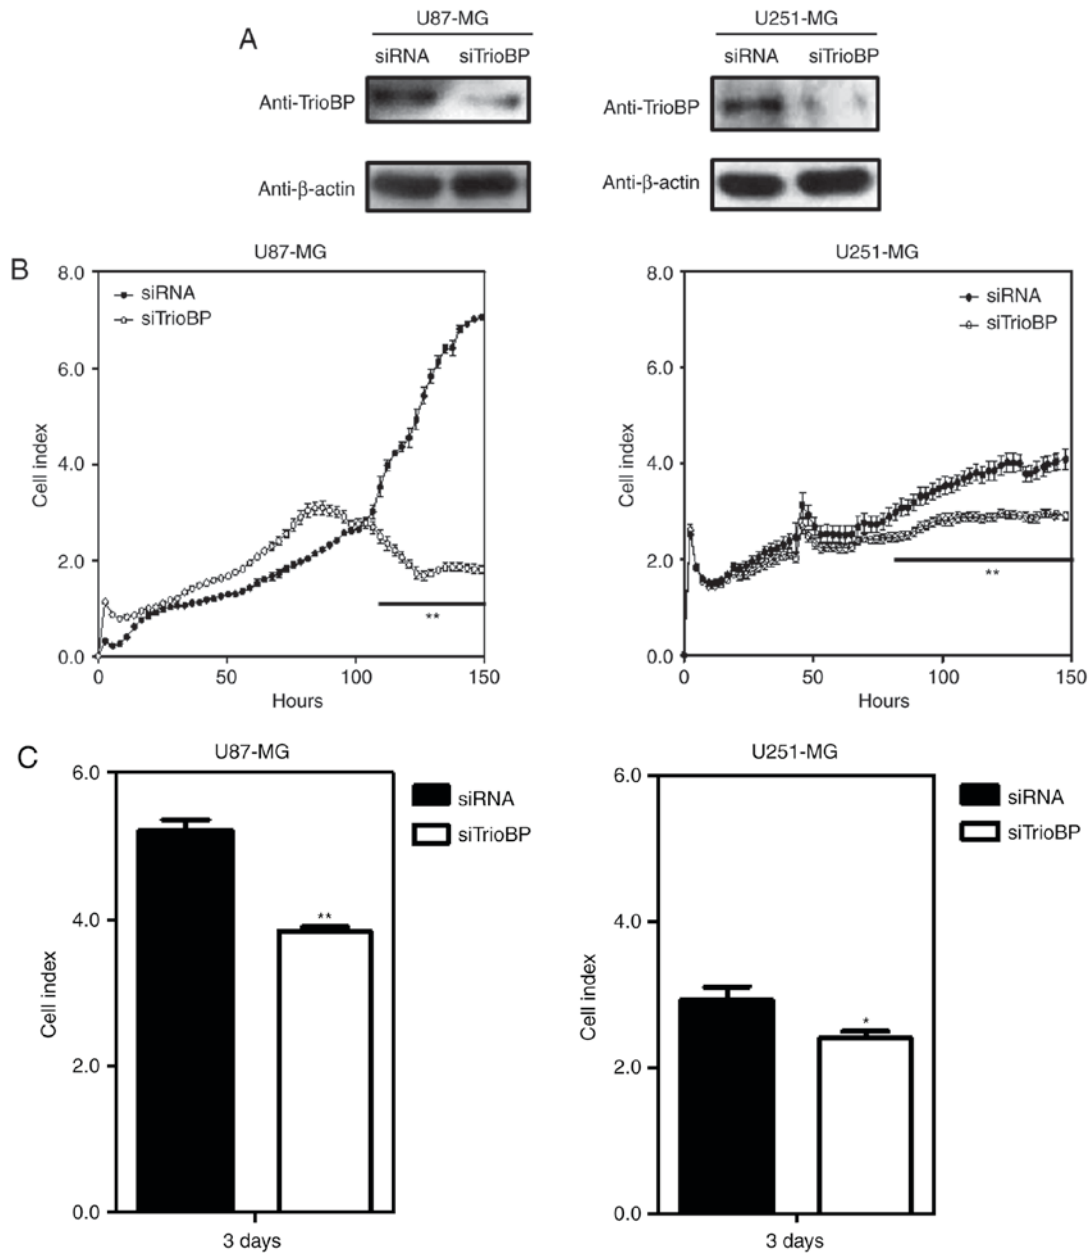 A
U87-MG
siRNA siTrioBP
Anti-TrioBP
Anti-β-actin
U251-MG
siRNA siTrioBP
Anti-TrioBP
Anti-β-actin
B
U87-MG
siRNA
siTrioBP
8.0
6.0
4.0
2.0
0.0
Cell index
**
0 50 100 150
Hours
U251-MG
siRNA
siTrioBP
8.0
6.0
4.0
2.0
0.0
Cell index
**
0 50 100 150
Hours
C
U87-MG
siRNA
siTrioBP
6.0
4.0
2.0
0.0
Cell index
**
3 days
U251-MG
siRNA
siTrioBP
6.0
4.0
2.0
0.0
Cell index
*
3 days